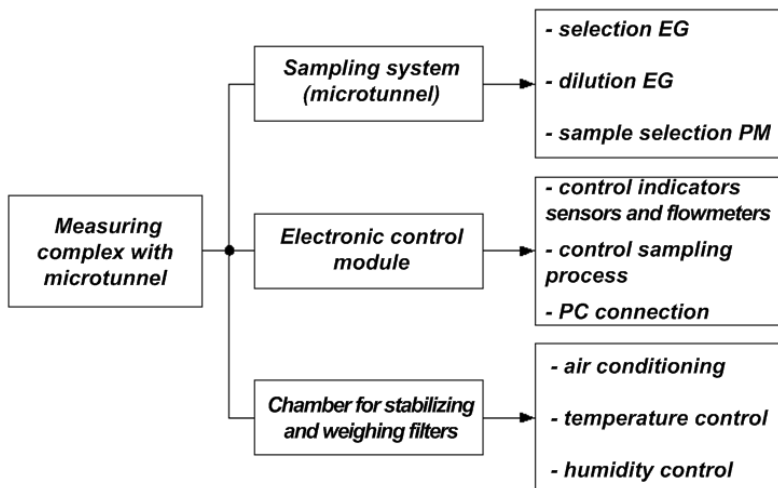 Measuring
complex with
microtunnel
Sampling system
(microtunnel)
- selection EG
- dilution EG
- sample selection PM
Electronic control
module
- control indicators
sensors and flowmeters
- control sampling
process
- PC connection
Chamber for stabilizing
and weighing filters
- air conditioning
- temperature control
- humidity control